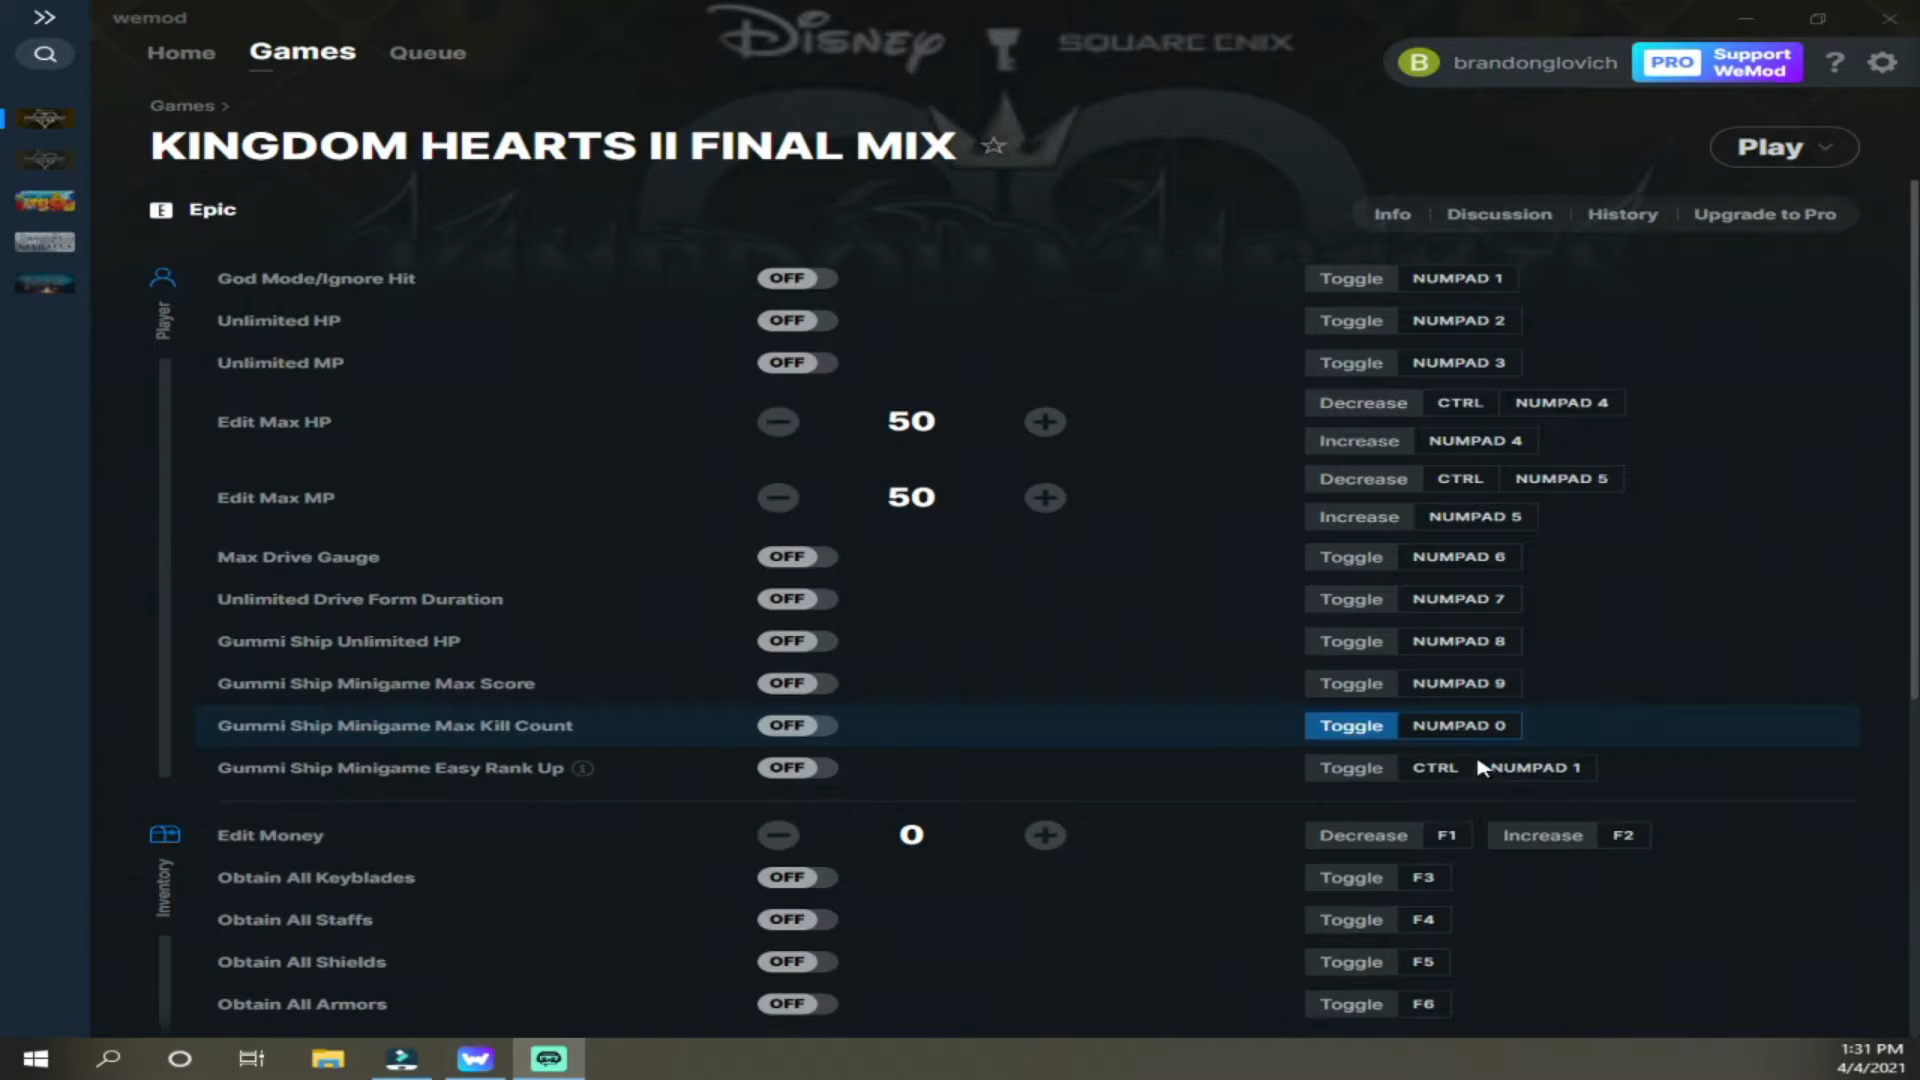 wemod
Disney SQUARE ENIX
Home Games Queue
B brandonglovich PRO Support WeMod ?
Games >
KINGDOM HEARTS II FINAL MIX
Play
E Epic
Info Discussion History Upgrade to Pro
Player
God Mode/Ignore Hit OFF Toggle NUMPAD 1
Unlimited HP OFF Toggle NUMPAD 2
Unlimited MP OFF Toggle NUMPAD 3
Edit Max HP 50 Decrease CTRL NUMPAD 4
Increase NUMPAD 4
Edit Max MP 50 Decrease CTRL NUMPAD 5
Increase NUMPAD 5
Max Drive Gauge OFF Toggle NUMPAD 6
Unlimited Drive Form Duration OFF Toggle NUMPAD 7
Gummi Ship Unlimited HP OFF Toggle NUMPAD 8
Gummi Ship Minigame Max Score OFF Toggle NUMPAD 9
Gummi Ship Minigame Max Kill Count OFF Toggle NUMPAD 0
Gummi Ship Minigame Easy Rank Up OFF Toggle CTRL NUMPAD 1
Inventory
Edit Money 0 Decrease F1 Increase F2
Obtain All Keyblades OFF Toggle F3
Obtain All Staffs OFF Toggle F4
Obtain All Shields OFF Toggle F5
Obtain All Armors OFF Toggle F6
1:31 PM
4/4/2021